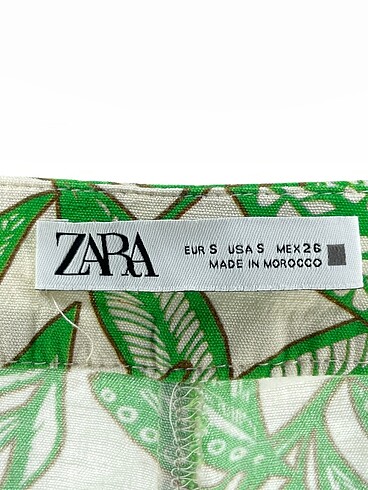 ZARA
EUR S USA S MEX 26
MADE IN MOROCCO